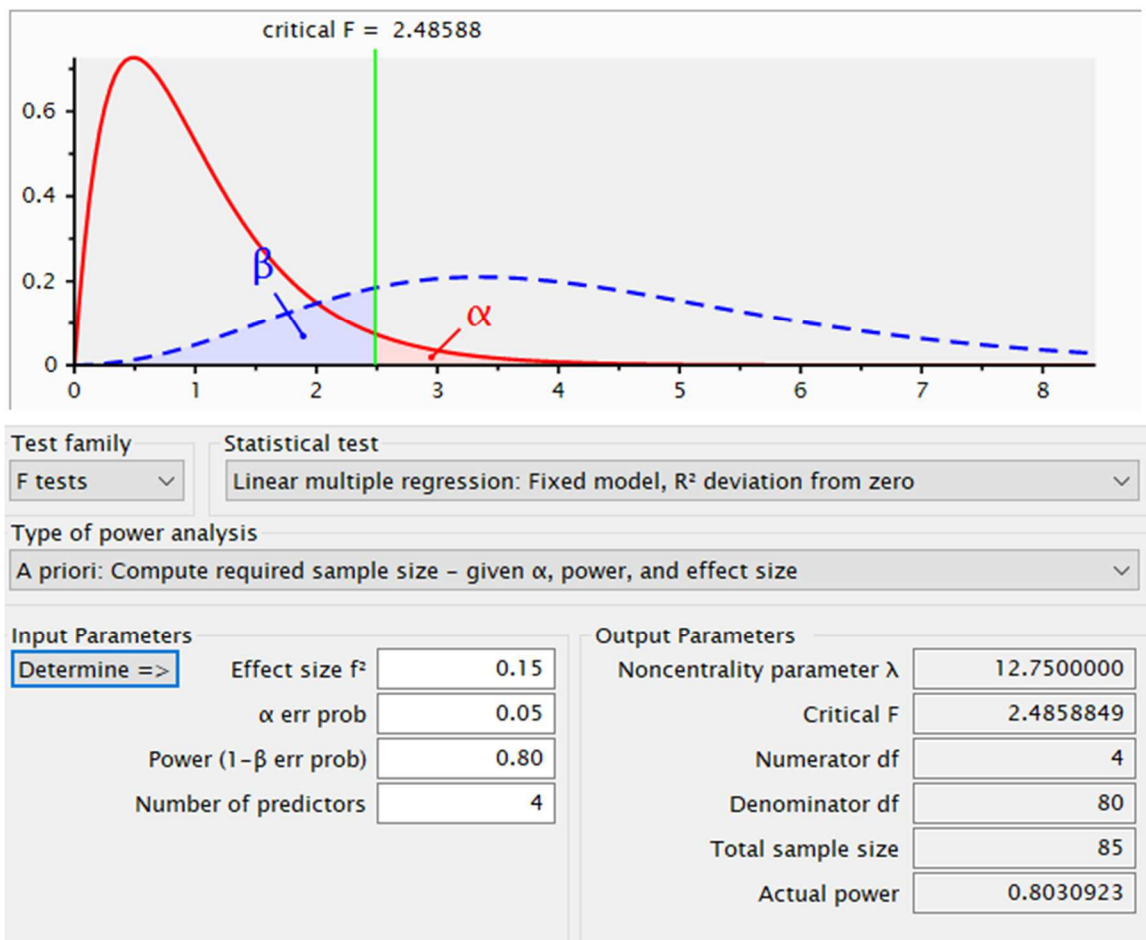 critical F = 2.48588
0.6
0.4
0.2
0
β
α
0 1 2 3 4 5 6 7 8
Test family
Statistical test
F tests
Linear multiple regression: Fixed model, R² deviation from zero
Type of power analysis
A priori: Compute required sample size – given α, power, and effect size
Input Parameters
Output Parameters
Determine => Effect size f² 0.15
Noncentrality parameter λ 12.7500000
α err prob 0.05
Critical F 2.4858849
Power (1-β err prob) 0.80
Numerator df 4
Number of predictors 4
Denominator df 80
Total sample size 85
Actual power 0.8030923